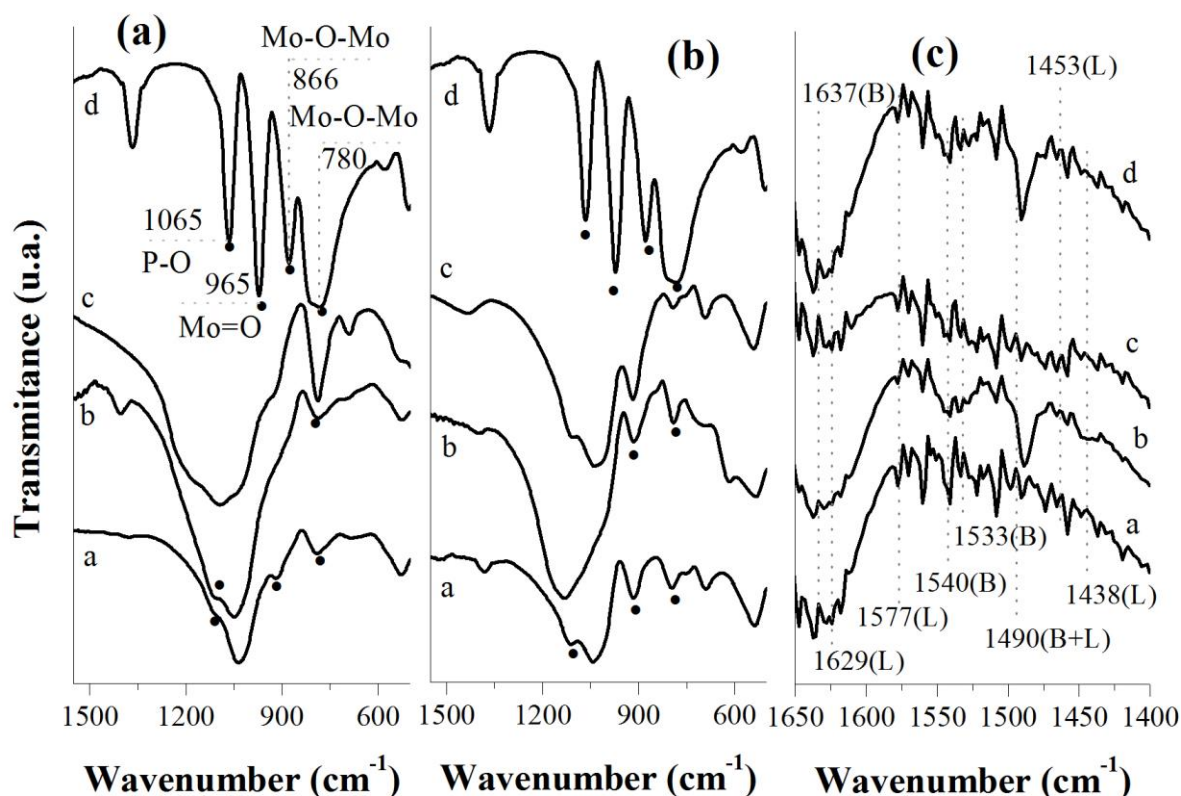 Transmitance (u.a.)
(a)
Mo-O-Mo
866
Mo-O-Mo
780
1065
P-O
965
Mo=O
d
c
b
a
1500 1200 900 600
Wavenumber (cm-1)
(b)
d
c
b
a
1500 1200 900 600
Wavenumber (cm-1)
(c)
1453(L)
1637(B)
d
c
b
a
1533(B)
1540(B)
1438(L)
1577(L)
1490(B+L)
1629(L)
1650 1600 1550 1500 1450 1400
Wavenumber (cm-1)